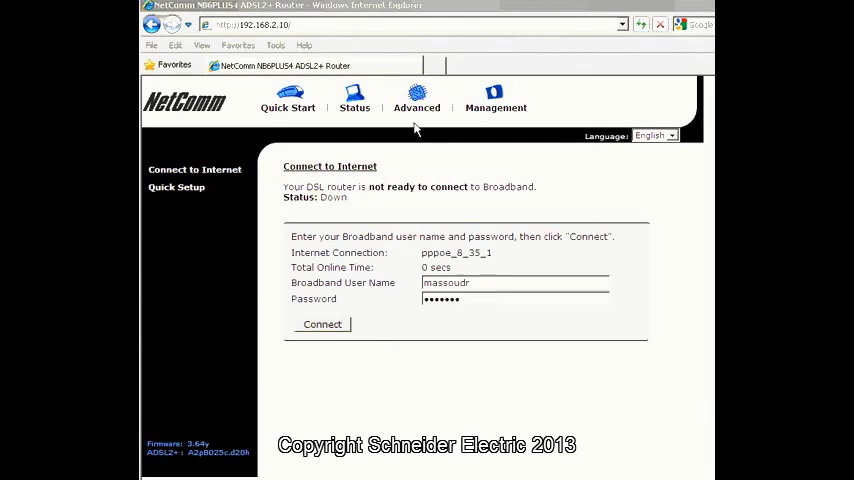 NetComm NB6PLUS4 ADSL2+ Router - Windows Internet Explorer
http://192.168.2.10/
Google
File Edit View Favorites Tools Help
Favorites NetComm NB6PLUS4 ADSL2+ Router
NetComm Quick Start | Status | Advanced | Management
Language: English
Connect to Internet
Quick Setup
Connect to Internet
Your DSL router is not ready to connect to Broadband.
Status: Down
Enter your Broadband user name and password, then click "Connect".
Internet Connection: pppoe_8_35_1
Total Online Time: 0 secs
Broadband User Name massoudr
Password •••••••
Connect
Firmware: 3.64y
ADSL2+ : A2pB025c.d20h
Copyright Schneider Electric 2013